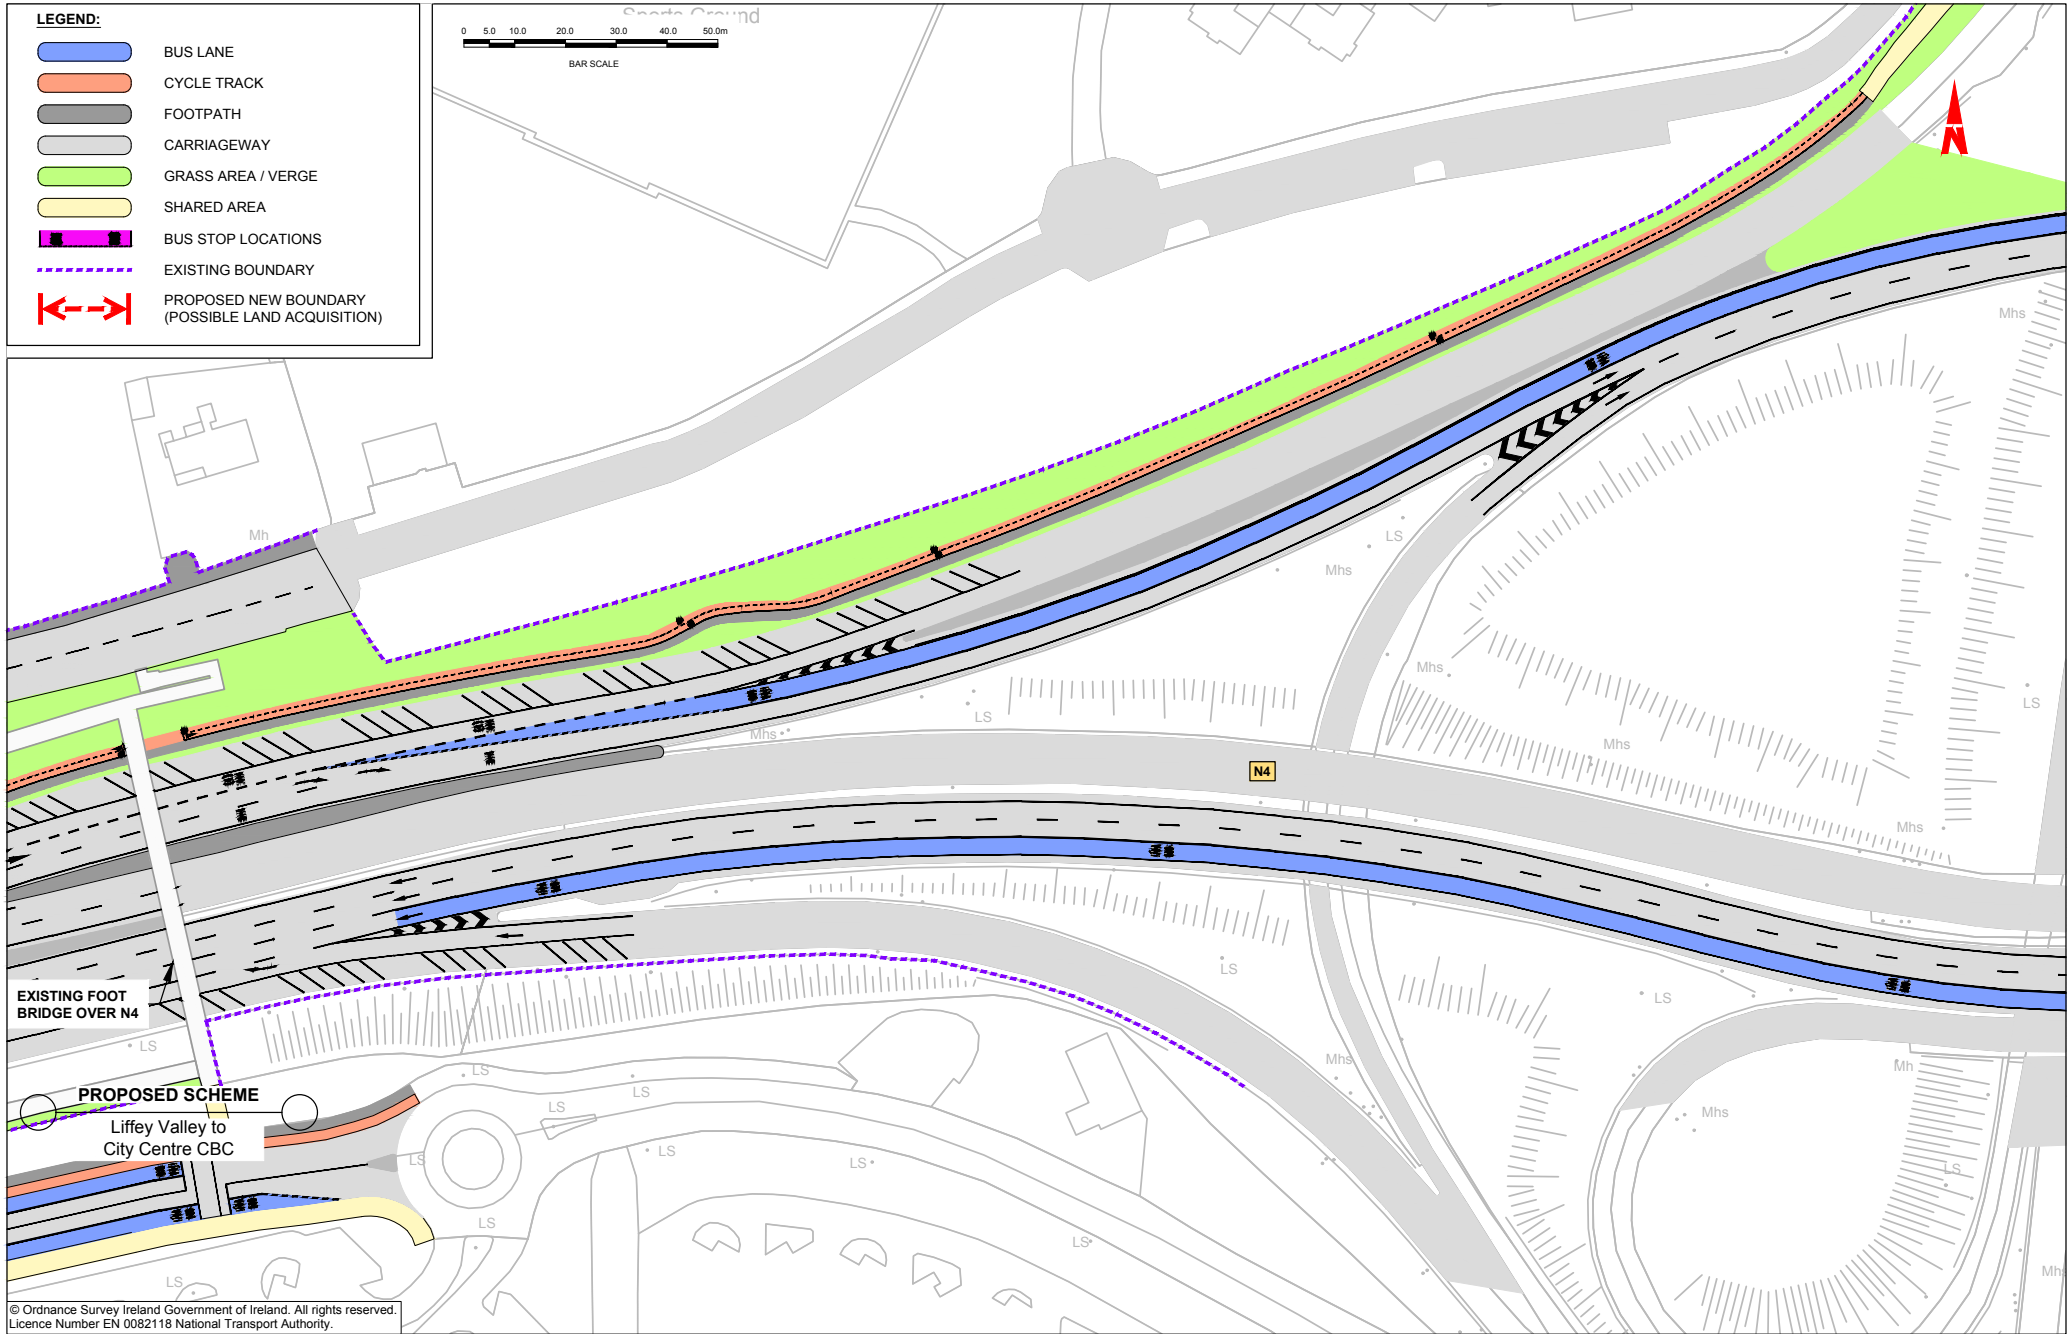 LEGEND:
BUS LANE
CYCLE TRACK
FOOTPATH
CARRIAGEWAY
GRASS AREA / VERGE
SHARED AREA
BUS STOP LOCATIONS
EXISTING BOUNDARY
PROPOSED NEW BOUNDARY
(POSSIBLE LAND ACQUISITION)
Sports Ground
0 5.0 10.0 20.0 30.0 40.0 50.0m
BAR SCALE
N
Mhs
Mh
LS
Mhs
Mhs
LS
LS
Mhs
Mhs
N4
Mhs
LS
LS
EXISTING FOOT
BRIDGE OVER N4
LS
Mhs
Mh
LS
LS
PROPOSED SCHEME
LS
Mhs
Liffey Valley to
City Centre CBC
LS
LS
LS
LS
LS
LS
LS
Mhs
© Ordnance Survey Ireland Government of Ireland. All rights reserved.
Licence Number EN 0082118 National Transport Authority.